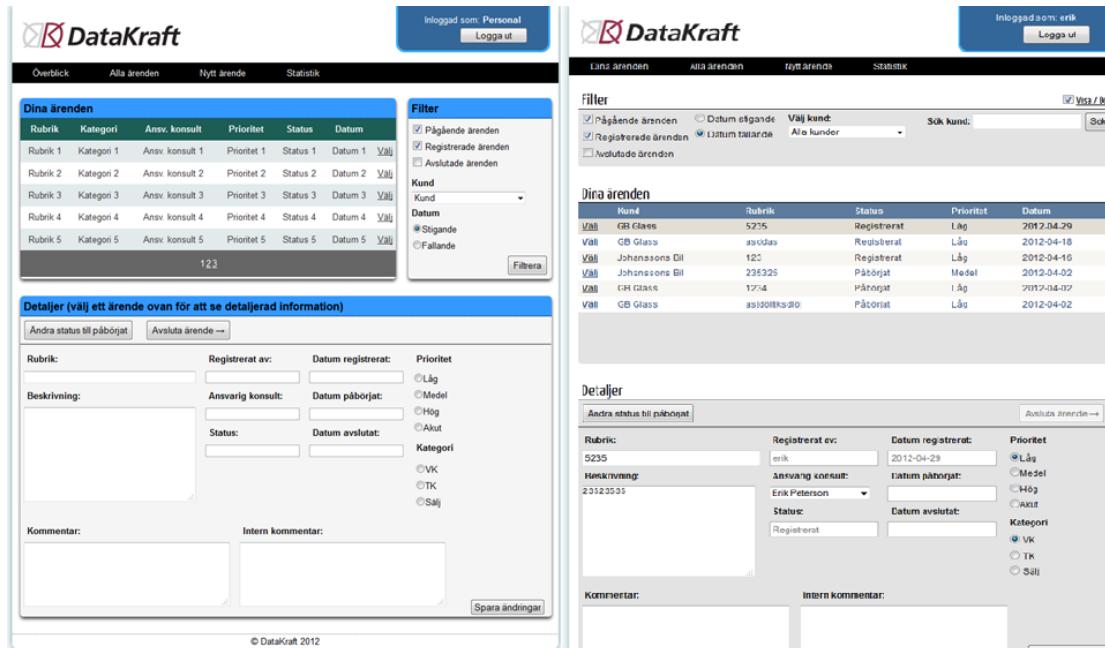 DataKraft
Inloggad som: Personal
Logga ut
Överblick Alla ärenden Nytt ärende Statistik
Dina ärenden
Rubrik Kategori Ansv. konsult Prioritet Status Datum
Rubrik 1 Kategori 1 Ansv. konsult 1 Prioritet 1 Status 1 Datum 1 Välj
Rubrik 2 Kategori 2 Ansv. konsult 2 Prioritet 2 Status 2 Datum 2 Välj
Rubrik 3 Kategori 3 Ansv. konsult 3 Prioritet 3 Status 3 Datum 3 Välj
Rubrik 4 Kategori 4 Ansv. konsult 4 Prioritet 4 Status 4 Datum 4 Välj
Rubrik 5 Kategori 5 Ansv. konsult 5 Prioritet 5 Status 5 Datum 5 Välj
123
Filter
Pågående ärenden
Registrerade ärenden
Avslutade ärenden
Kund
Kund
Datum
Stigande
Fallande
Filtrera
Detaljer (välj ett ärende ovan för att se detaljerad information)
Ändra status till påbörjat Avsluta ärende→
Rubrik: Registrerat av: Datum registrerat: Prioritet
Låg
Beskrivning: Ansvarig konsult: Datum påbörjat: Medel
Hög
Status: Datum avslutat: Akut
Kategori
VK
TK
Sälj
Kommentar: Intern kommentar:
Spara ändringar
© DataKraft 2012
DataKraft
Inloggad som: erik
Logga ut
Dina ärenden Alla ärenden Nytt ärende Statistik
Filter Visa /
Pågående ärenden Datum stigande Välj kund: Sök kund: Sök
Registrerade ärenden Datum fallande Alla kunder
Avslutade ärenden
Dina ärenden
Kund Rubrik Status Prioritet Datum
Välj GB Glass 5235 Registrerat Låg 2012-04-29
Välj GB Glass Registrerat Låg 2012-04-18
Välj Johanssons Bil 123 Registrerat Låg 2012-04-16
Välj Johanssons Bil 235325 Påbörjat Medel 2012-04-02
Välj GB Glass 1234 Påbörjat Låg 2012-04-02
Välj GB Glass Påbörjat Låg 2012-04-02
Detaljer
Ändra status till påbörjat Avsluta ärende→
Rubrik: Registrerat av: Datum registrerat: Prioritet
5235 erik 2012-04-29 Låg
Beskrivning: Ansvarig konsult: Datum påbörjat: Medel
23523535 Erik Peterson Hög
Status: Datum avslutat: Akut
Registrerat Kategori
VK
TK
Sälj
Kommentar: Intern kommentar: